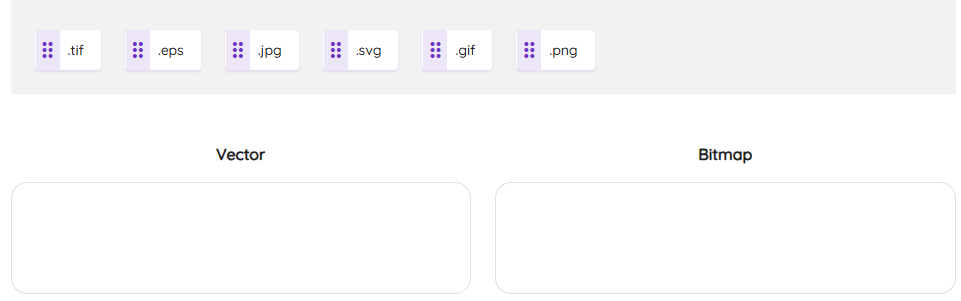 .tif .eps .jpg .svg .gif .png
Vector Bitmap